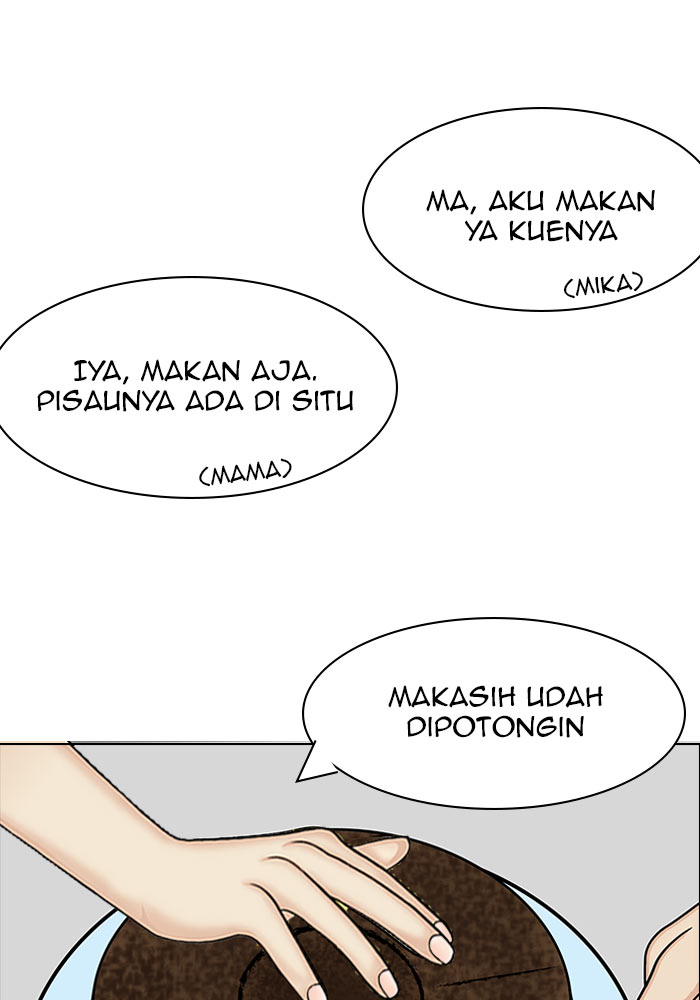 MA, AKU MAKAN
YA KUENYA
(MIKA)
IYA, MAKAN AJA.
PISAUNYA ADA DI SITU
(MAMA)
MAKASIH UDAH
DIPOTONGIN